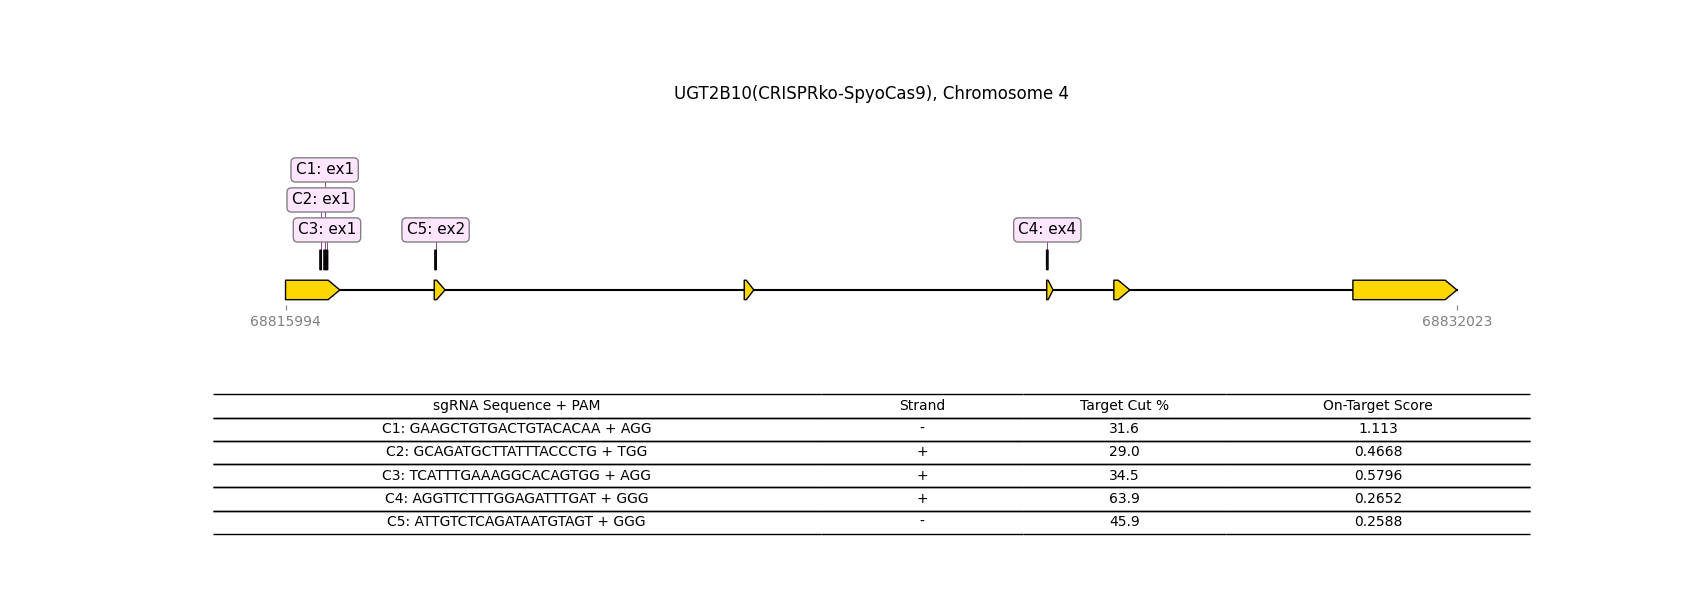 UGT2B10(CRISPRko-SpyoCas9), Chromosome 4
C1: ex1
C2: ex1
C3: ex1 C5: ex2 C4: ex4
68815994 68832023
sgRNA Sequence + PAM Strand Target Cut % On-Target Score
C1: GAAGCTGTGACTGTACACAA + AGG - 31.6 1.113
C2: GCAGATGCTTATTTACCCTG + TGG + 29.0 0.4668
C3: TCATTTGAAAGGCACAGTGG + AGG + 34.5 0.5796
C4: AGGTTCTTTGGAGATTTGAT + GGG + 63.9 0.2652
C5: ATTGTCTCAGATAATGTAGT + GGG - 45.9 0.2588